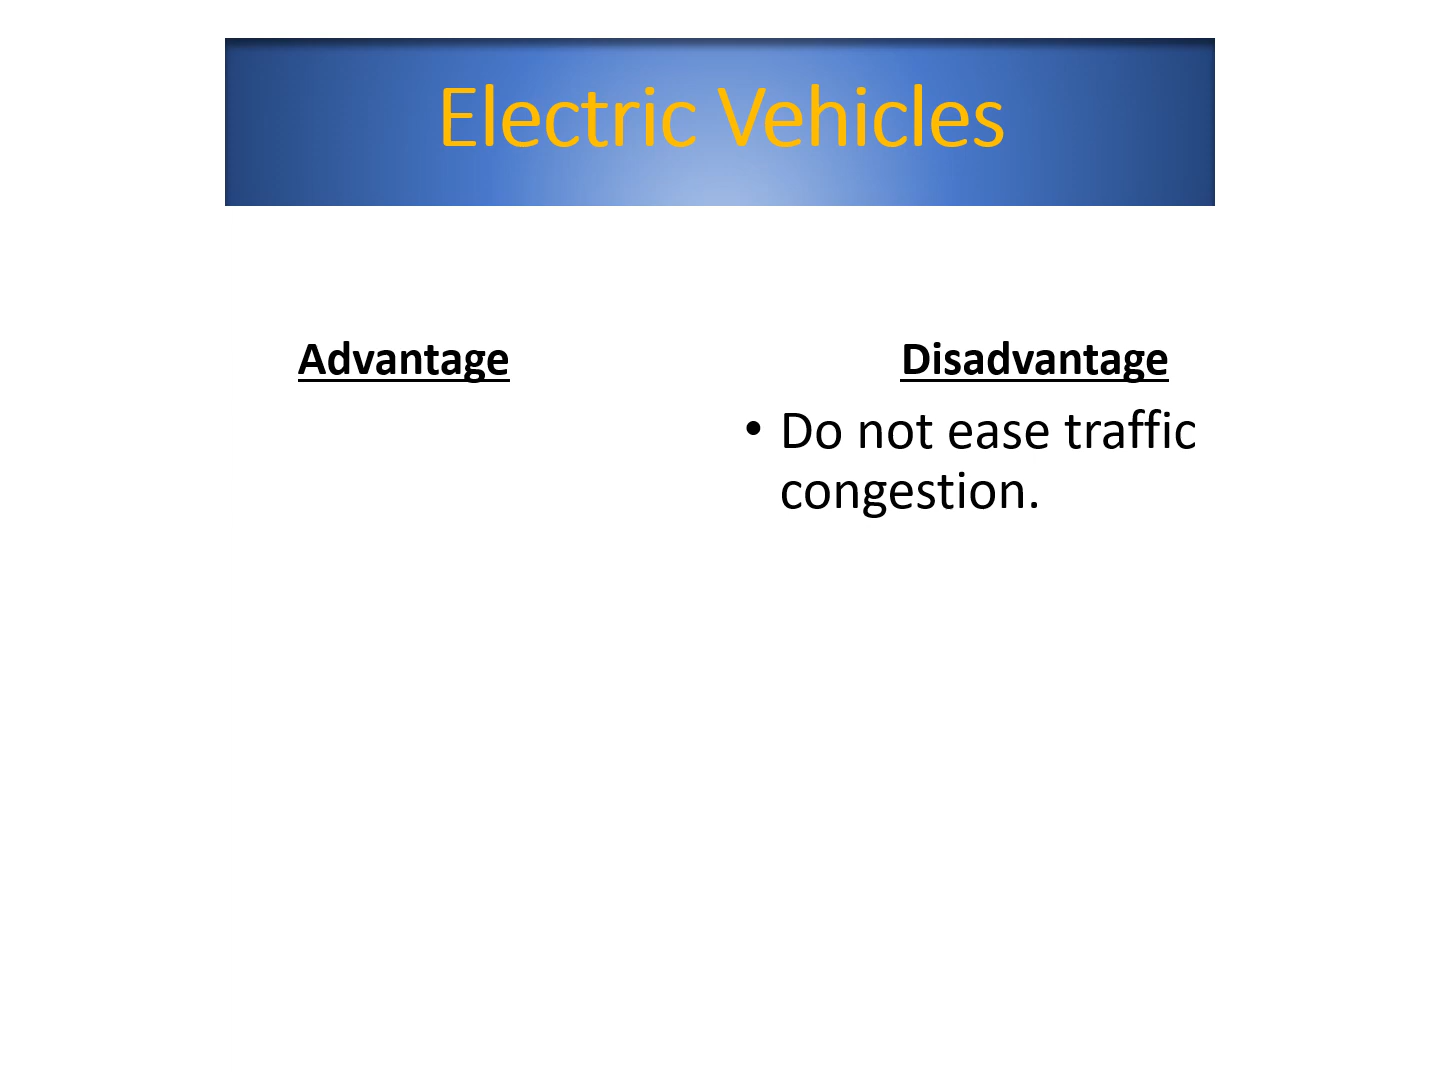 Electric Vehicles
Advantage
Disadvantage
• Do not ease traffic
congestion.